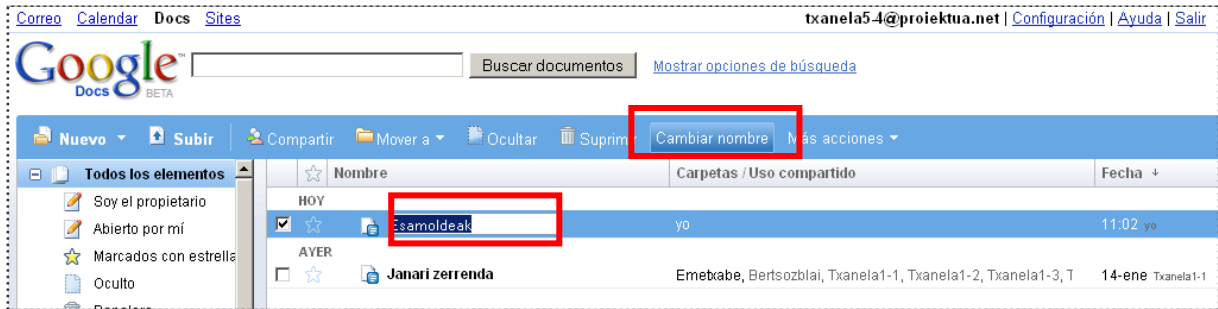 Correo Calendar Docs Sites txanela5-4@proiektua.net | Configuración | Ayuda | Salir
Google™ Docs BETA Buscar documentos Mostrar opciones de búsqueda
Nuevo Subir Compartir Mover a Ocultar Suprimir Cambiar nombre Más acciones
Todos los elementos Nombre Carpetas / Uso compartido Fecha
Soy el propietario HOY
Abierto por mí Esamoldeak yo 11:02 yo
Marcados con estrella AYER
Oculto Janari zerrenda Emetxabe, Bertsozblai, Txanela1-1, Txanela1-2, Txanela1-3, T 14-ene Txanela1-1